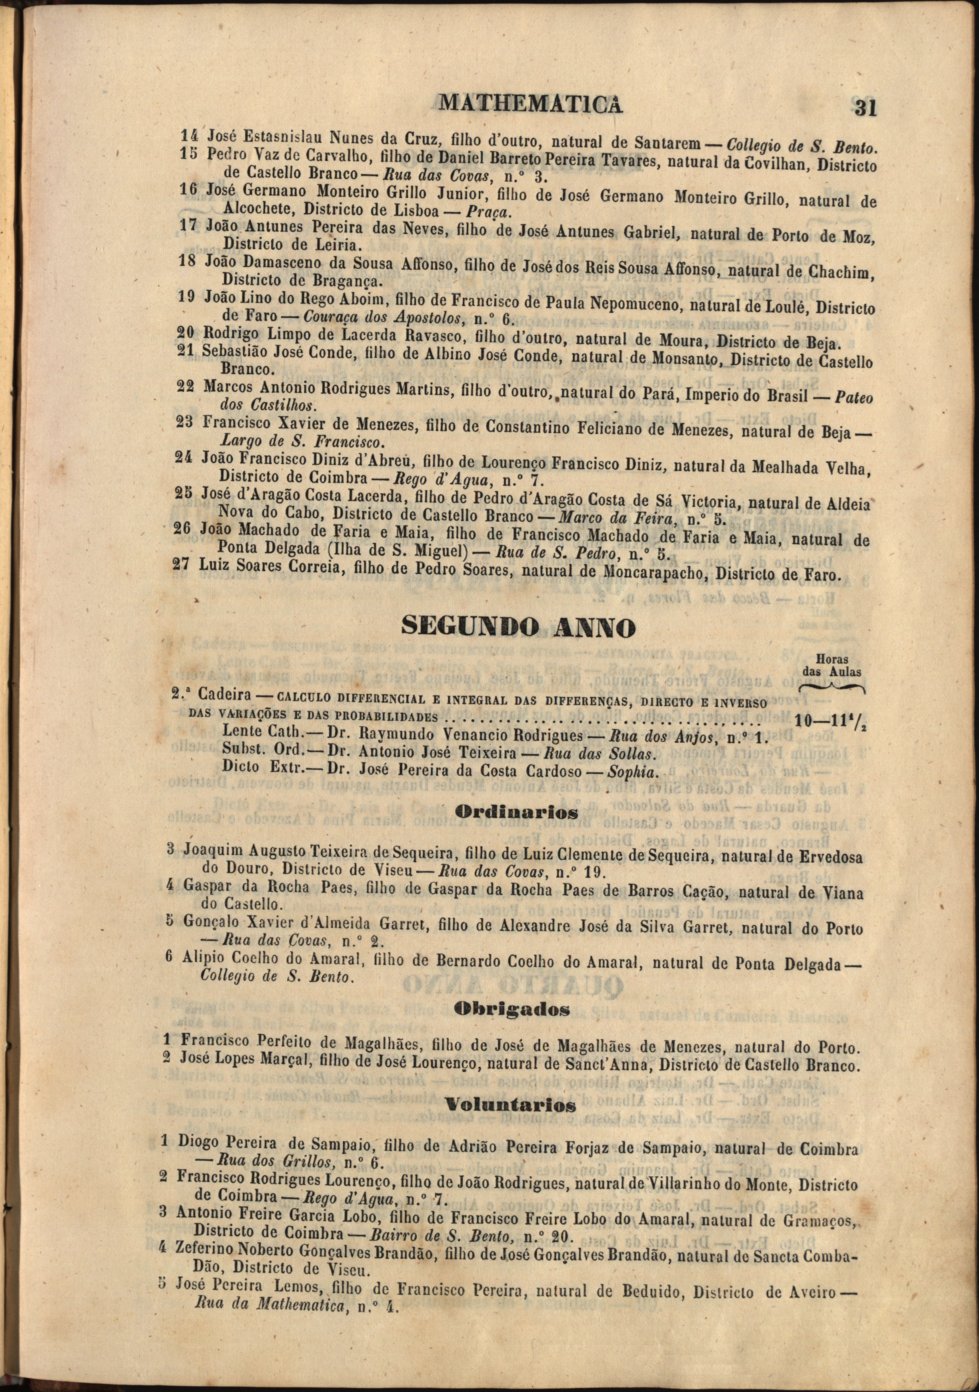 MATHEMATICA
31
14 José Estasnislau Nunes da Cruz, filho d'outro, natural de Santarem — Collegio de S. Bento.
15 Pedro Vaz de Carvalho, filho de Daniel Barreto Pereira Tavares, natural da Covilhan, Districto
de Castello Branco — Rua das Covas, n.º 3.
16 José Germano Monteiro Grillo Junior, filho de José Germano Monteiro Grillo, natural de
Alcochete, Districto de Lisboa — Praça.
17 João Antunes Pereira das Neves, filho de José Antunes Gabriel, natural de Porto de Moz,
Districto de Leiria.
18 João Damasceno da Sousa Affonso, filho de José dos Reis Sousa Affonso, natural de Chachim,
Districto de Bragança.
19 João Lino do Rego Aboim, filho de Francisco de Paula Nepomuceno, natural de Loulé, Districto
de Faro — Couraça dos Apostolos, n.º 6.
20 Rodrigo Limpo de Lacerda Ravasco, filho d'outro, natural de Moura, Districto de Beja.
21 Sebastião José Conde, filho de Albino José Conde, natural de Monsanto, Districto de Castello
Branco.
22 Marcos Antonio Rodrigues Martins, filho d'outro, natural do Pará, Imperio do Brasil — Pateo
dos Castilhos.
23 Francisco Xavier de Menezes, filho de Constantino Feliciano de Menezes, natural de Beja —
Largo de S. Francisco.
24 João Francisco Diniz d'Abreu, filho de Lourenço Francisco Diniz, natural da Mealhada Velha,
Districto de Coimbra — Rego d'Agua, n.º 7.
25 José d'Aragão Costa Lacerda, filho de Pedro d'Aragão Costa de Sá Victoria, natural de Aldeia
Nova do Cabo, Districto de Castello Branco — Marco da Feira, n.º 5.
26 João Machado de Faria e Maia, filho de Francisco Machado de Faria e Maia, natural de
Ponta Delgada (Ilha de S. Miguel) — Rua de S. Pedro, n.º 5.
27 Luiz Soares Correia, filho de Pedro Soares, natural de Moncarapacho, Districto de Faro.
SEGUNDO ANNO
Horas
das Aulas
2.ª Cadeira — CALCULO DIFFERENCIAL E INTEGRAL DAS DIFFERENÇAS, DIRECTO E INVERSO
DAS VARIAÇÕES E DAS PROBABILIDADES .................................... 10—11 1/2
Lente Cath.— Dr. Raymundo Venancio Rodrigues — Rua dos Anjos, n.º 1.
Subst. Ord.— Dr. Antonio José Teixeira — Rua das Sollas.
Dicto Extr.— Dr. José Pereira da Costa Cardoso — Sophia.
Ordinarios
3 Joaquim Augusto Teixeira de Sequeira, filho de Luiz Clemente de Sequeira, natural de Ervedosa
do Douro, Districto de Viseu — Rua das Covas, n.º 19.
4 Gaspar da Rocha Paes, filho de Gaspar da Rocha Paes de Barros Cação, natural de Viana
do Castello.
5 Gonçalo Xavier d'Almeida Garret, filho de Alexandre José da Silva Garret, natural do Porto
— Rua das Covas, n.º 2.
6 Alipio Coelho do Amaral, filho de Bernardo Coelho do Amaral, natural de Ponta Delgada —
Collegio de S. Bento.
Obrigados
1 Francisco Perfeito de Magalhães, filho de José de Magalhães de Menezes, natural do Porto.
2 José Lopes Marçal, filho de José Lourenço, natural de Sanct'Anna, Districto de Castello Branco.
Voluntarios
1 Diogo Pereira de Sampaio, filho de Adrião Pereira Forjaz de Sampaio, natural de Coimbra
— Rua dos Grillos, n.º 6.
2 Francisco Rodrigues Lourenço, filho de João Rodrigues, natural de Villarinho do Monte, Districto
de Coimbra — Rego d'Agua, n.º 7.
3 Antonio Freire Garcia Lobo, filho de Francisco Freire Lobo do Amaral, natural de Gramaços,
Districto de Coimbra — Bairro de S. Bento, n.º 20.
4 Zeferino Noberto Gonçalves Brandão, filho de José Gonçalves Brandão, natural de Sancta Comba-
Dão, Districto de Viseu.
5 José Pereira Lemos, filho de Francisco Pereira, natural de Beduido, Districto de Aveiro —
Rua da Mathematica, n.º 4.